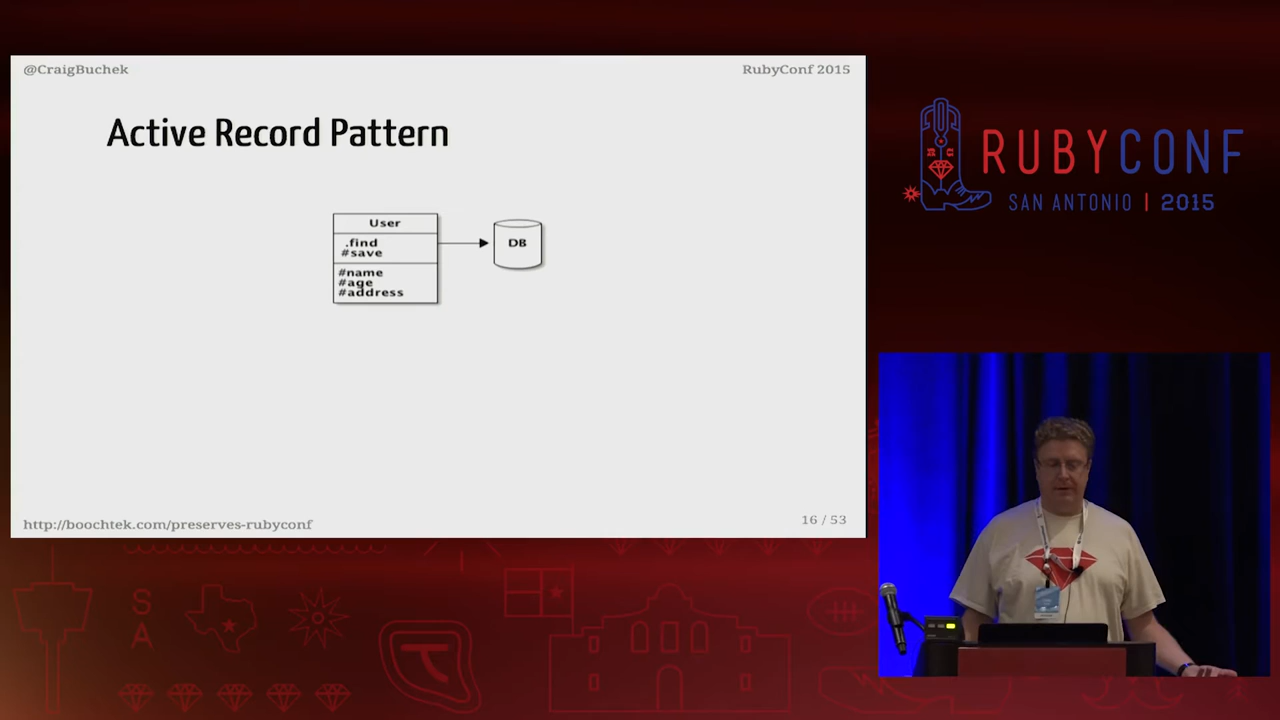 @CraigBuchek
RubyConf 2015
Active Record Pattern
User
.find
#save
#name
#age
#address
DB
http://boochtek.com/preserves-rubyconf
16 / 53
RUBYCONF
SAN ANTONIO | 2015
S
A